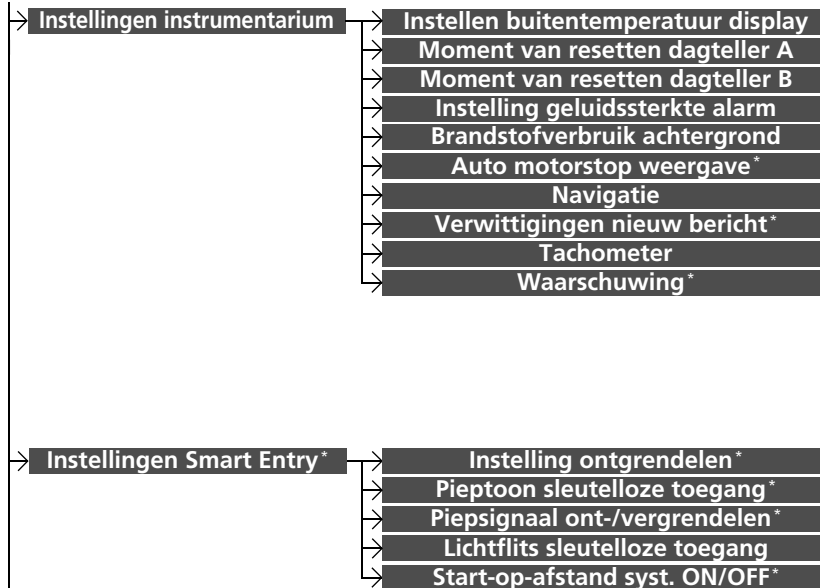 Instellingen instrumentarium
Instellen buitentemperatuur display
Moment van resetten dagteller A
Moment van resetten dagteller B
Instelling geluidssterkte alarm
Brandstofverbruik achtergrond
Auto motorstop weergave*
Navigatie
Verwittigingen nieuw bericht*
Tachometer
Waarschuwing*
Instellingen Smart Entry*
Instelling ontgrendelen*
Pieptoon sleutelloze toegang*
Piepsignaal ont-/vergrendelen*
Lichtflits sleutelloze toegang
Start-op-afstand syst. ON/OFF*